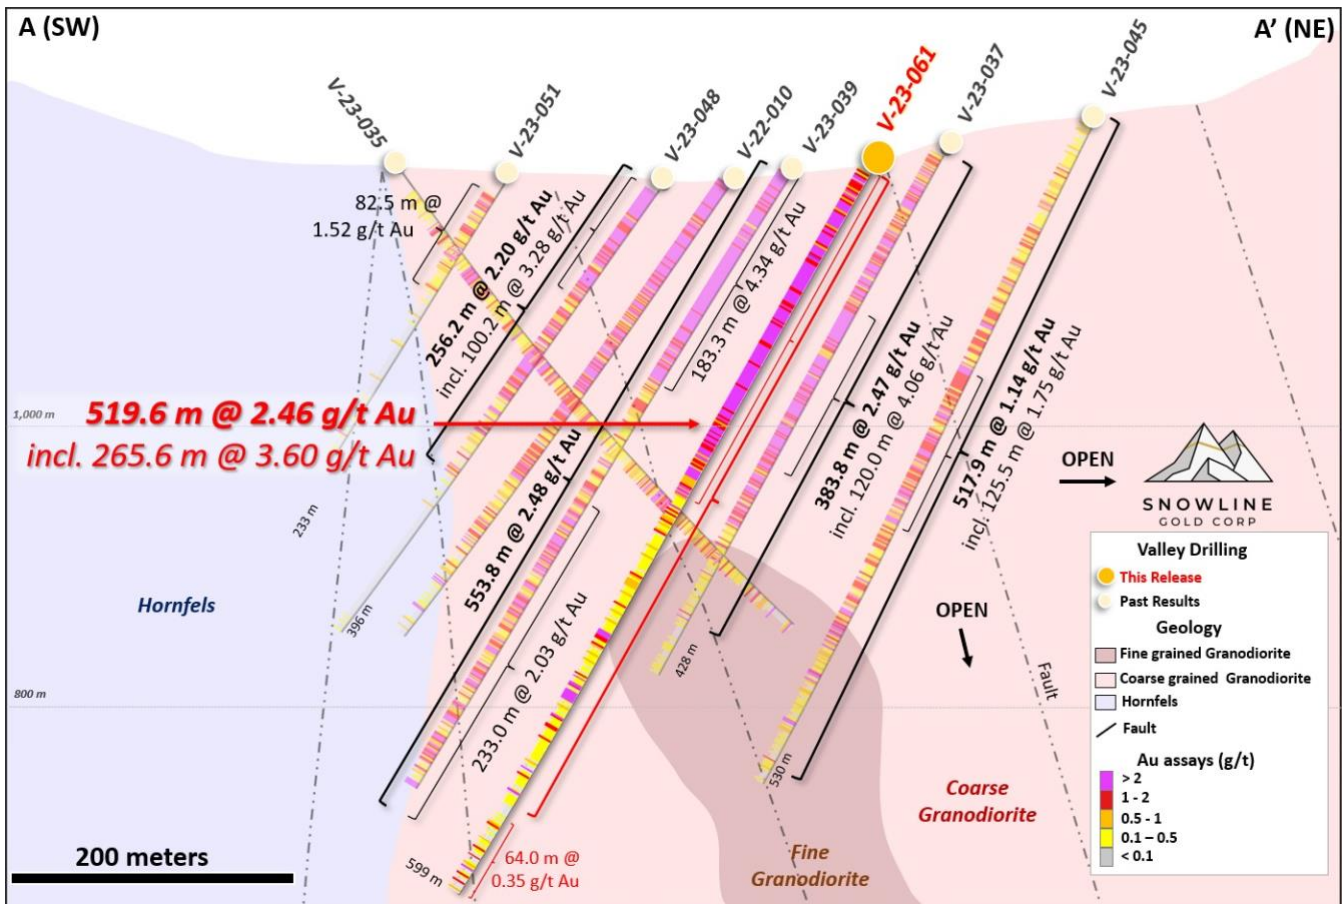 A (SW)
A’ (NE)
V-23-035
V-23-051
V-23-048
V-22-010
V-23-039
V-23-061
V-23-037
V-23-045
82.5 m @
1.52 g/t Au
256.2 m @ 2.20 g/t Au
incl. 100.2 m @ 3.28 g/t Au
183.3 m @ 4.34 g/t Au
1,000 m
519.6 m @ 2.46 g/t Au
incl. 265.6 m @ 3.60 g/t Au
553.8 m @ 2.48 g/t Au
383.8 m @ 2.47 g/t Au
incl. 120.0 m @ 4.06 g/t Au
517.9 m @ 1.14 g/t Au
incl. 125.5 m @ 1.75 g/t Au
OPEN
SNOWLINE
GOLD CORP
233 m
396 m
Hornfels
233.0 m @ 2.03 g/t Au
428 m
OPEN
Fault
800 m
530 m
Coarse
Granodiorite
Fine
Granodiorite
599 m
64.0 m @
0.35 g/t Au
200 meters
Valley Drilling
This Release
Past Results
Geology
Fine grained Granodiorite
Coarse grained Granodiorite
Hornfels
Fault
Au assays (g/t)
> 2
1 - 2
0.5 - 1
0.1 – 0.5
< 0.1